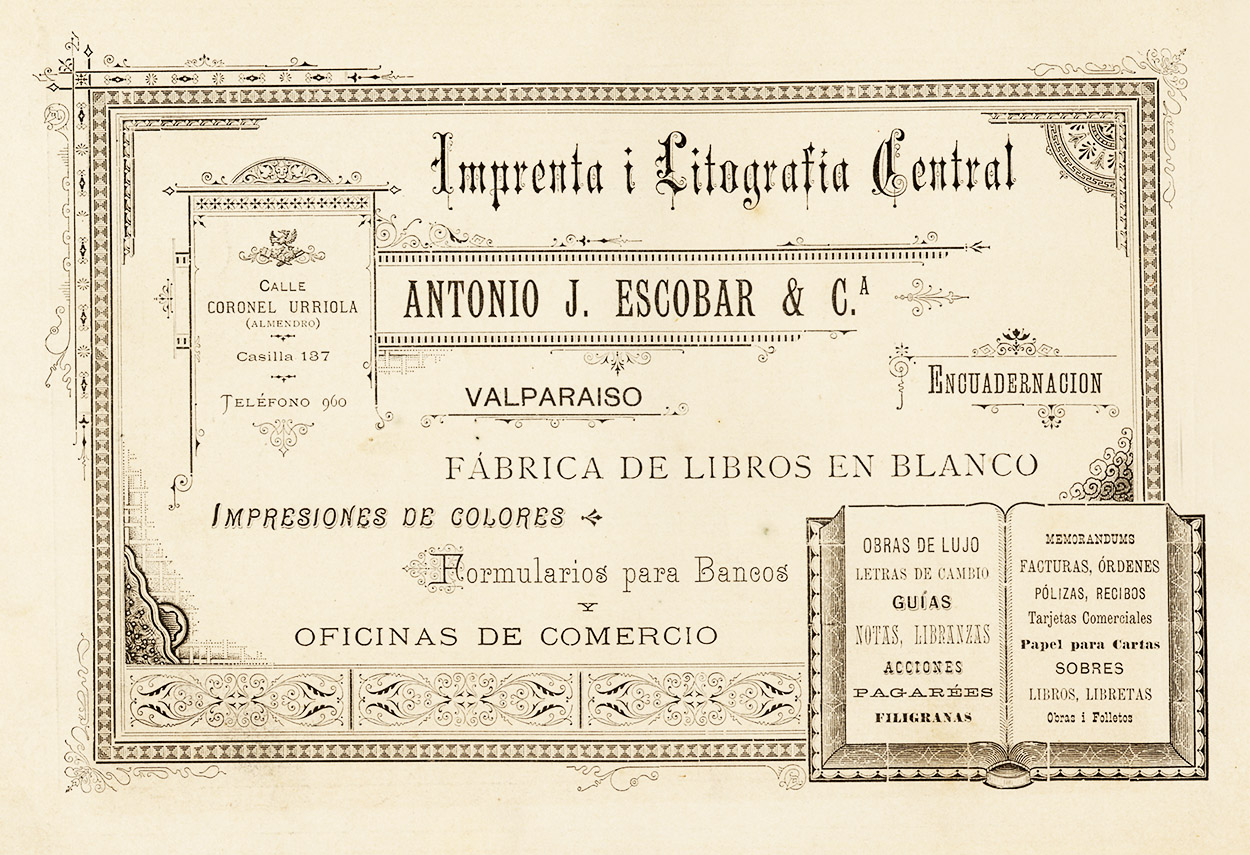 Imprenta i Litografía Central
CALLE
CORONEL URRIOLA
(ALMENDRO)
Casilla 137
TELÉFONO 960
ANTONIO J. ESCOBAR & C.A
VALPARAISO
ENCUADERNACION
FÁBRICA DE LIBROS EN BLANCO
IMPRESIONES DE COLORES
Formularios para Bancos
Y
OFICINAS DE COMERCIO
OBRAS DE LUJO
LETRAS DE CAMBIO
GUÍAS
NOTAS, LIBRANZAS
ACCIONES
PAGARÉES
FILIGRANAS
MEMORANDUMS
FACTURAS, ÓRDENES
PÓLIZAS, RECIBOS
Tarjetas Comerciales
Papel para Cartas
SOBRES
LIBROS, LIBRETAS
Obras i Folletos